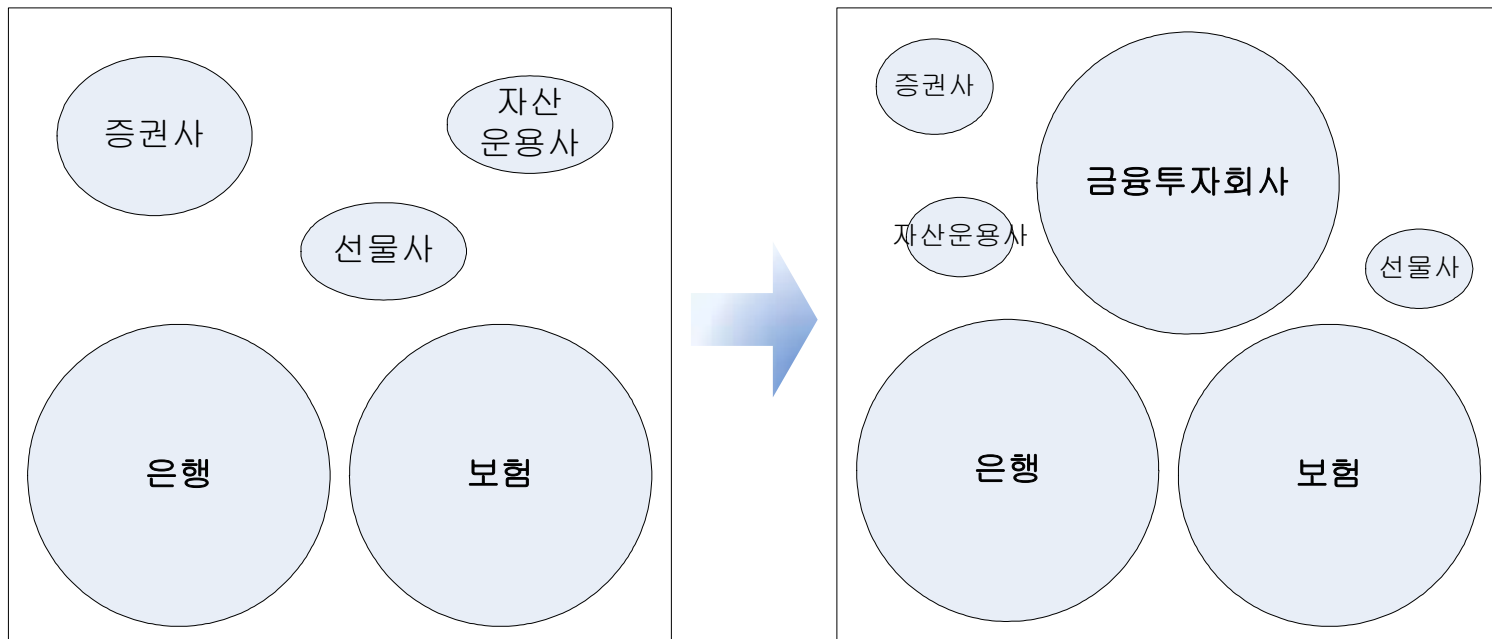 증권사
자산
운용사
선물사
은행
보험
증권사
금융투자회사
자산운용사
선물사
은행
보험